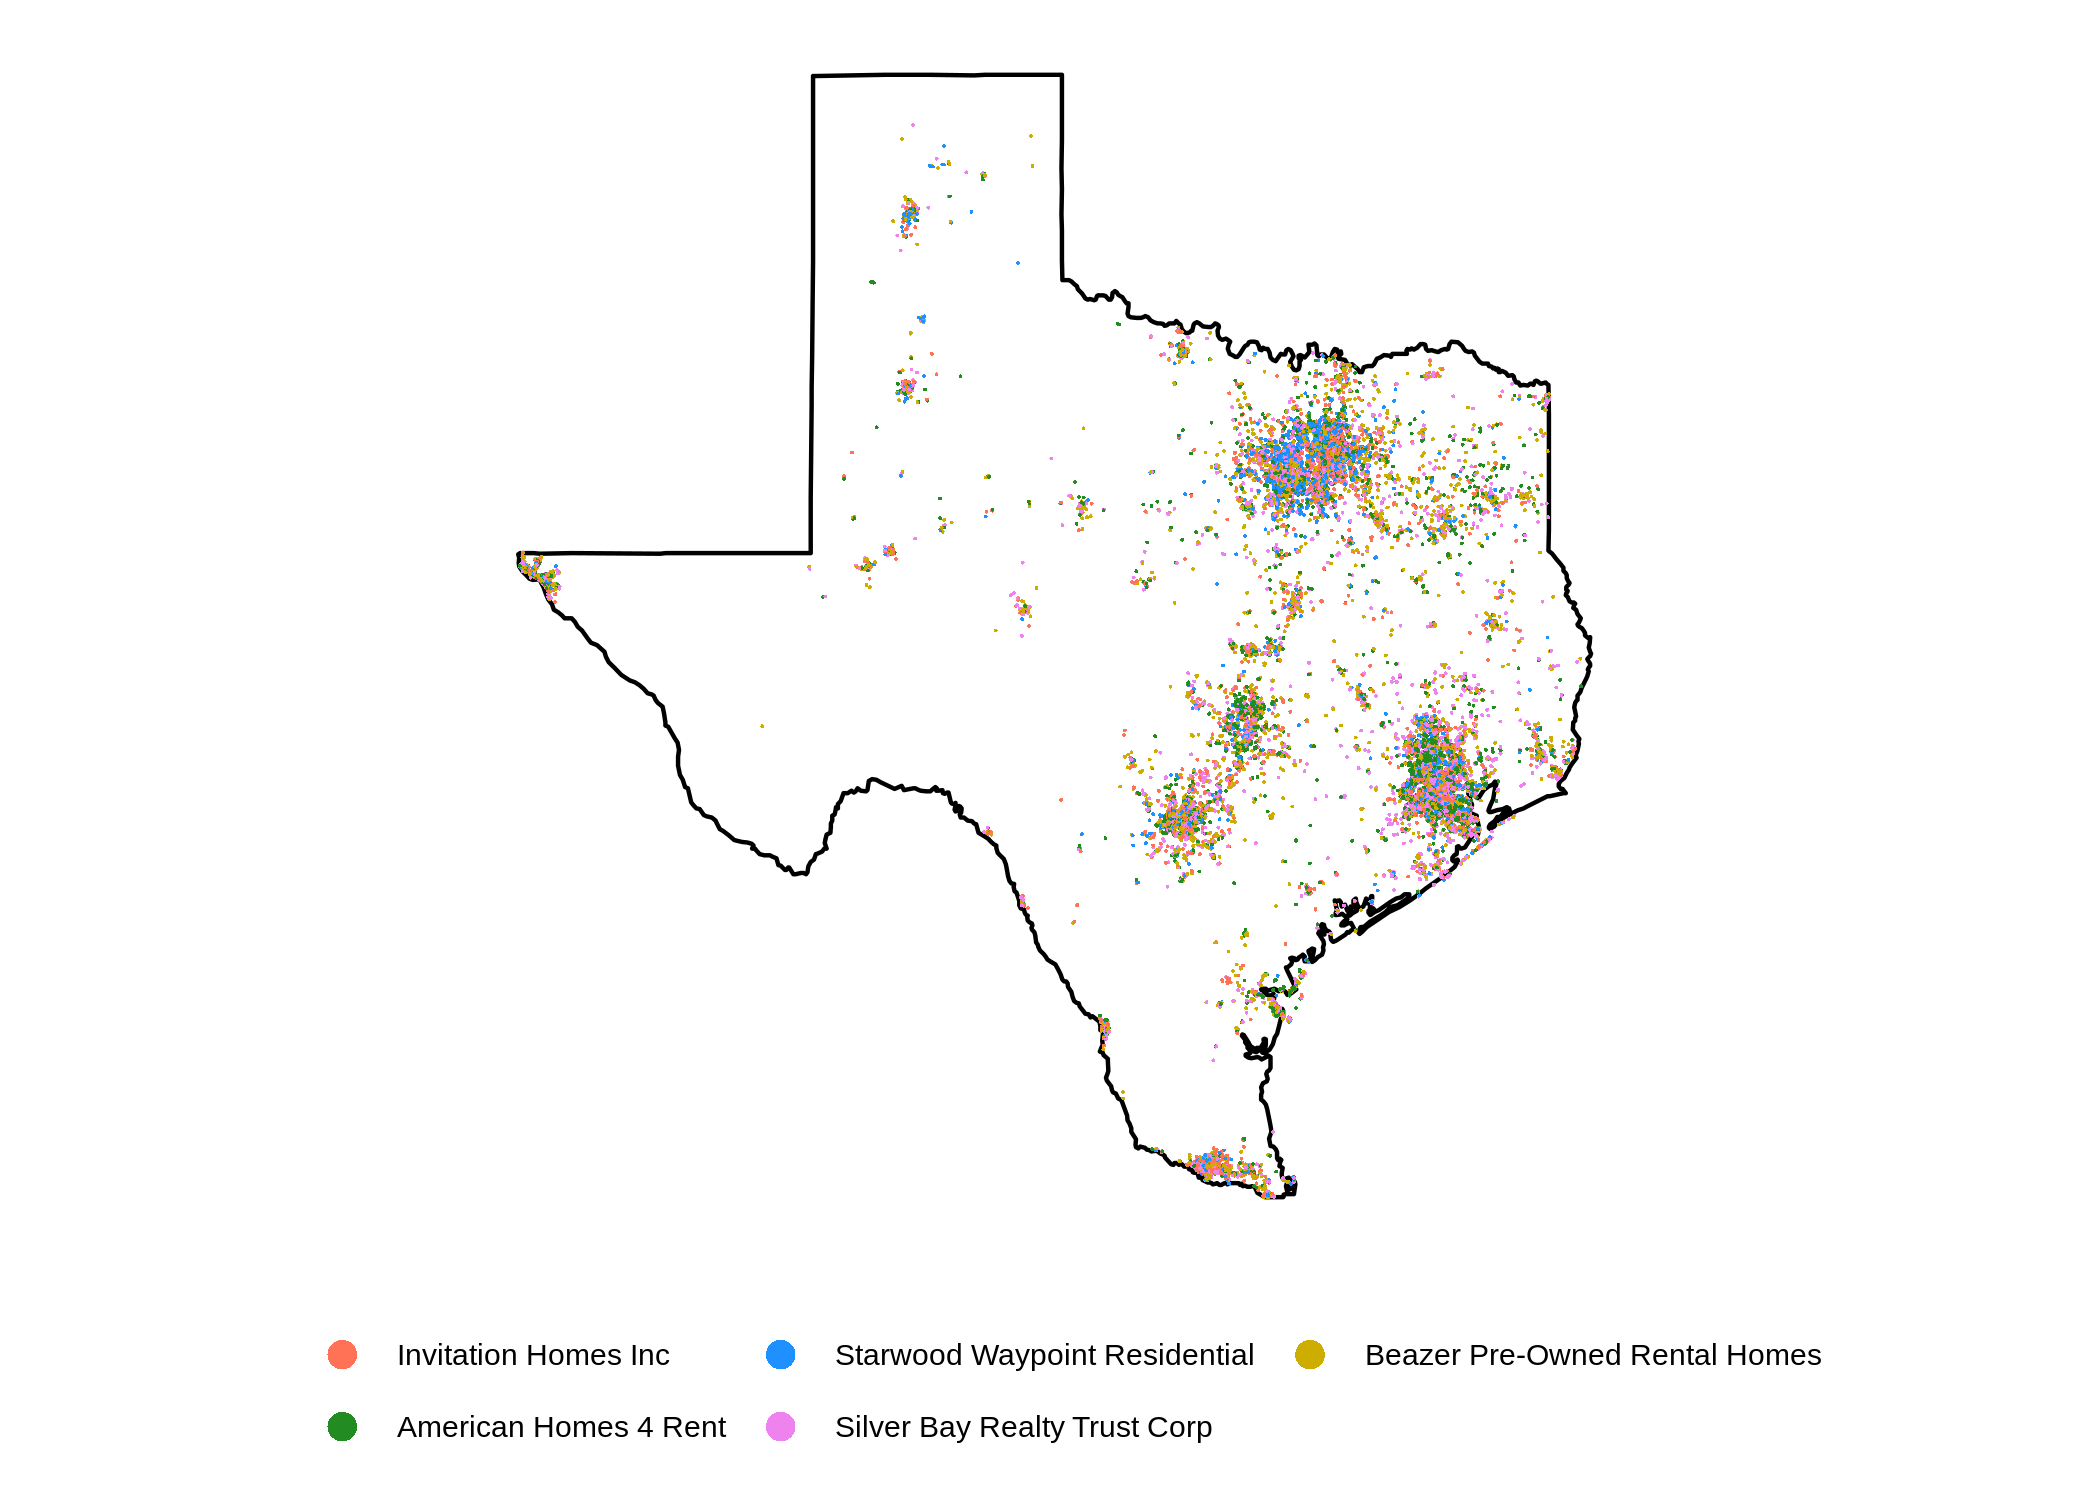 Invitation Homes Inc
Starwood Waypoint Residential
Beazer Pre-Owned Rental Homes
American Homes 4 Rent
Silver Bay Realty Trust Corp